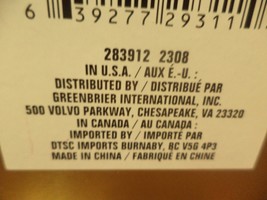 6 39277 29311
283912 2308
IN U.S.A. / AUX É.-U. :
DISTRIBUTED BY / DISTRIBUÉ PAR
GREENBRIER INTERNATIONAL, INC.
500 VOLVO PARKWAY, CHESAPEAKE, VA 23320
IN CANADA / AU CANADA :
IMPORTED BY / IMPORTÉ PAR
DTSC IMPORTS BURNABY, BC V5G 4P3
MADE IN CHINA / FABRIQUÉ EN CHINE